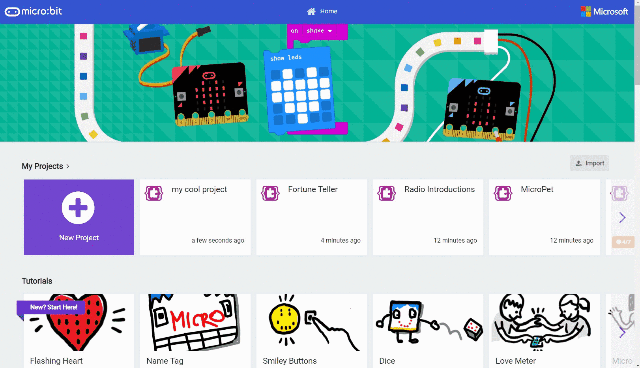 micro:bit
Home
Microsoft
on shake
show leds
My Projects >
Import
New Project
my cool project
a few seconds ago
Fortune Teller
4 minutes ago
Radio Introductions
12 minutes ago
MicroPet
12 minutes ago
Tutorials
New? Start Here!
MICRO
Flashing Heart
Name Tag
Smiley Buttons
Dice
Love Meter
Micro